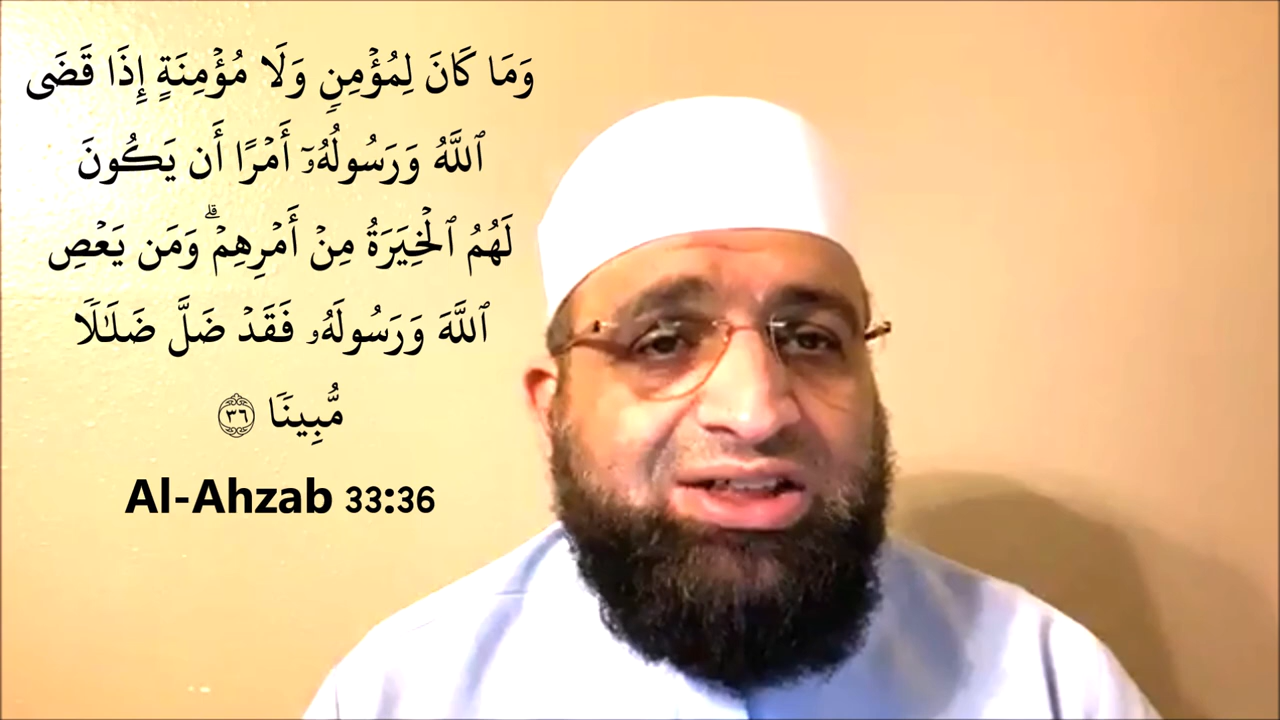 وَمَا كَانَ لِمُؤۡمِنٖ وَلَا مُؤۡمِنَةٍ إِذَا قَضَى
ٱللَّهُ وَرَسُولُهُۥٓ أَمۡرًا أَن يَكُونَ
لَهُمُ ٱلۡخِيَرَةُ مِنۡ أَمۡرِهِمۡۗ وَمَن يَعۡصِ
ٱللَّهَ وَرَسُولَهُۥ فَقَدۡ ضَلَّ ضَلَٰلٗا
مُّبِينٗا ٣٦
Al-Ahzab 33:36